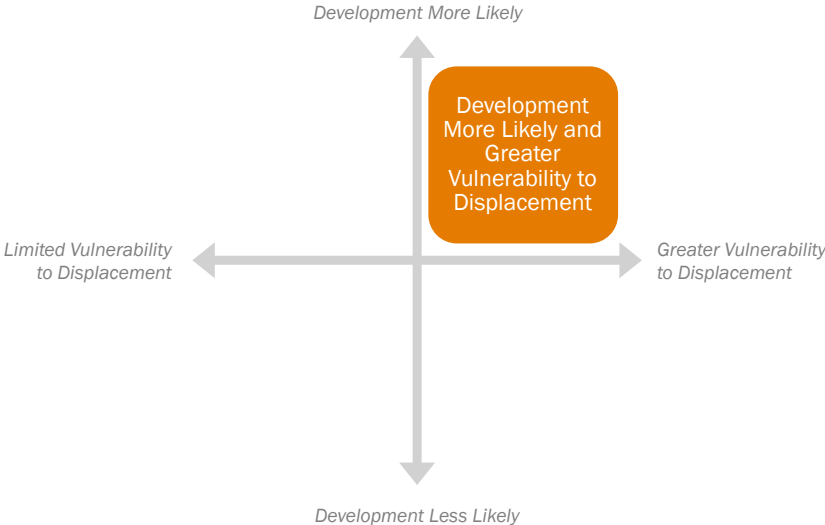 Development More Likely
Development
More Likely and
Greater
Vulnerability to
Displacement
Limited Vulnerability
to Displacement
Greater Vulnerability
to Displacement
Development Less Likely